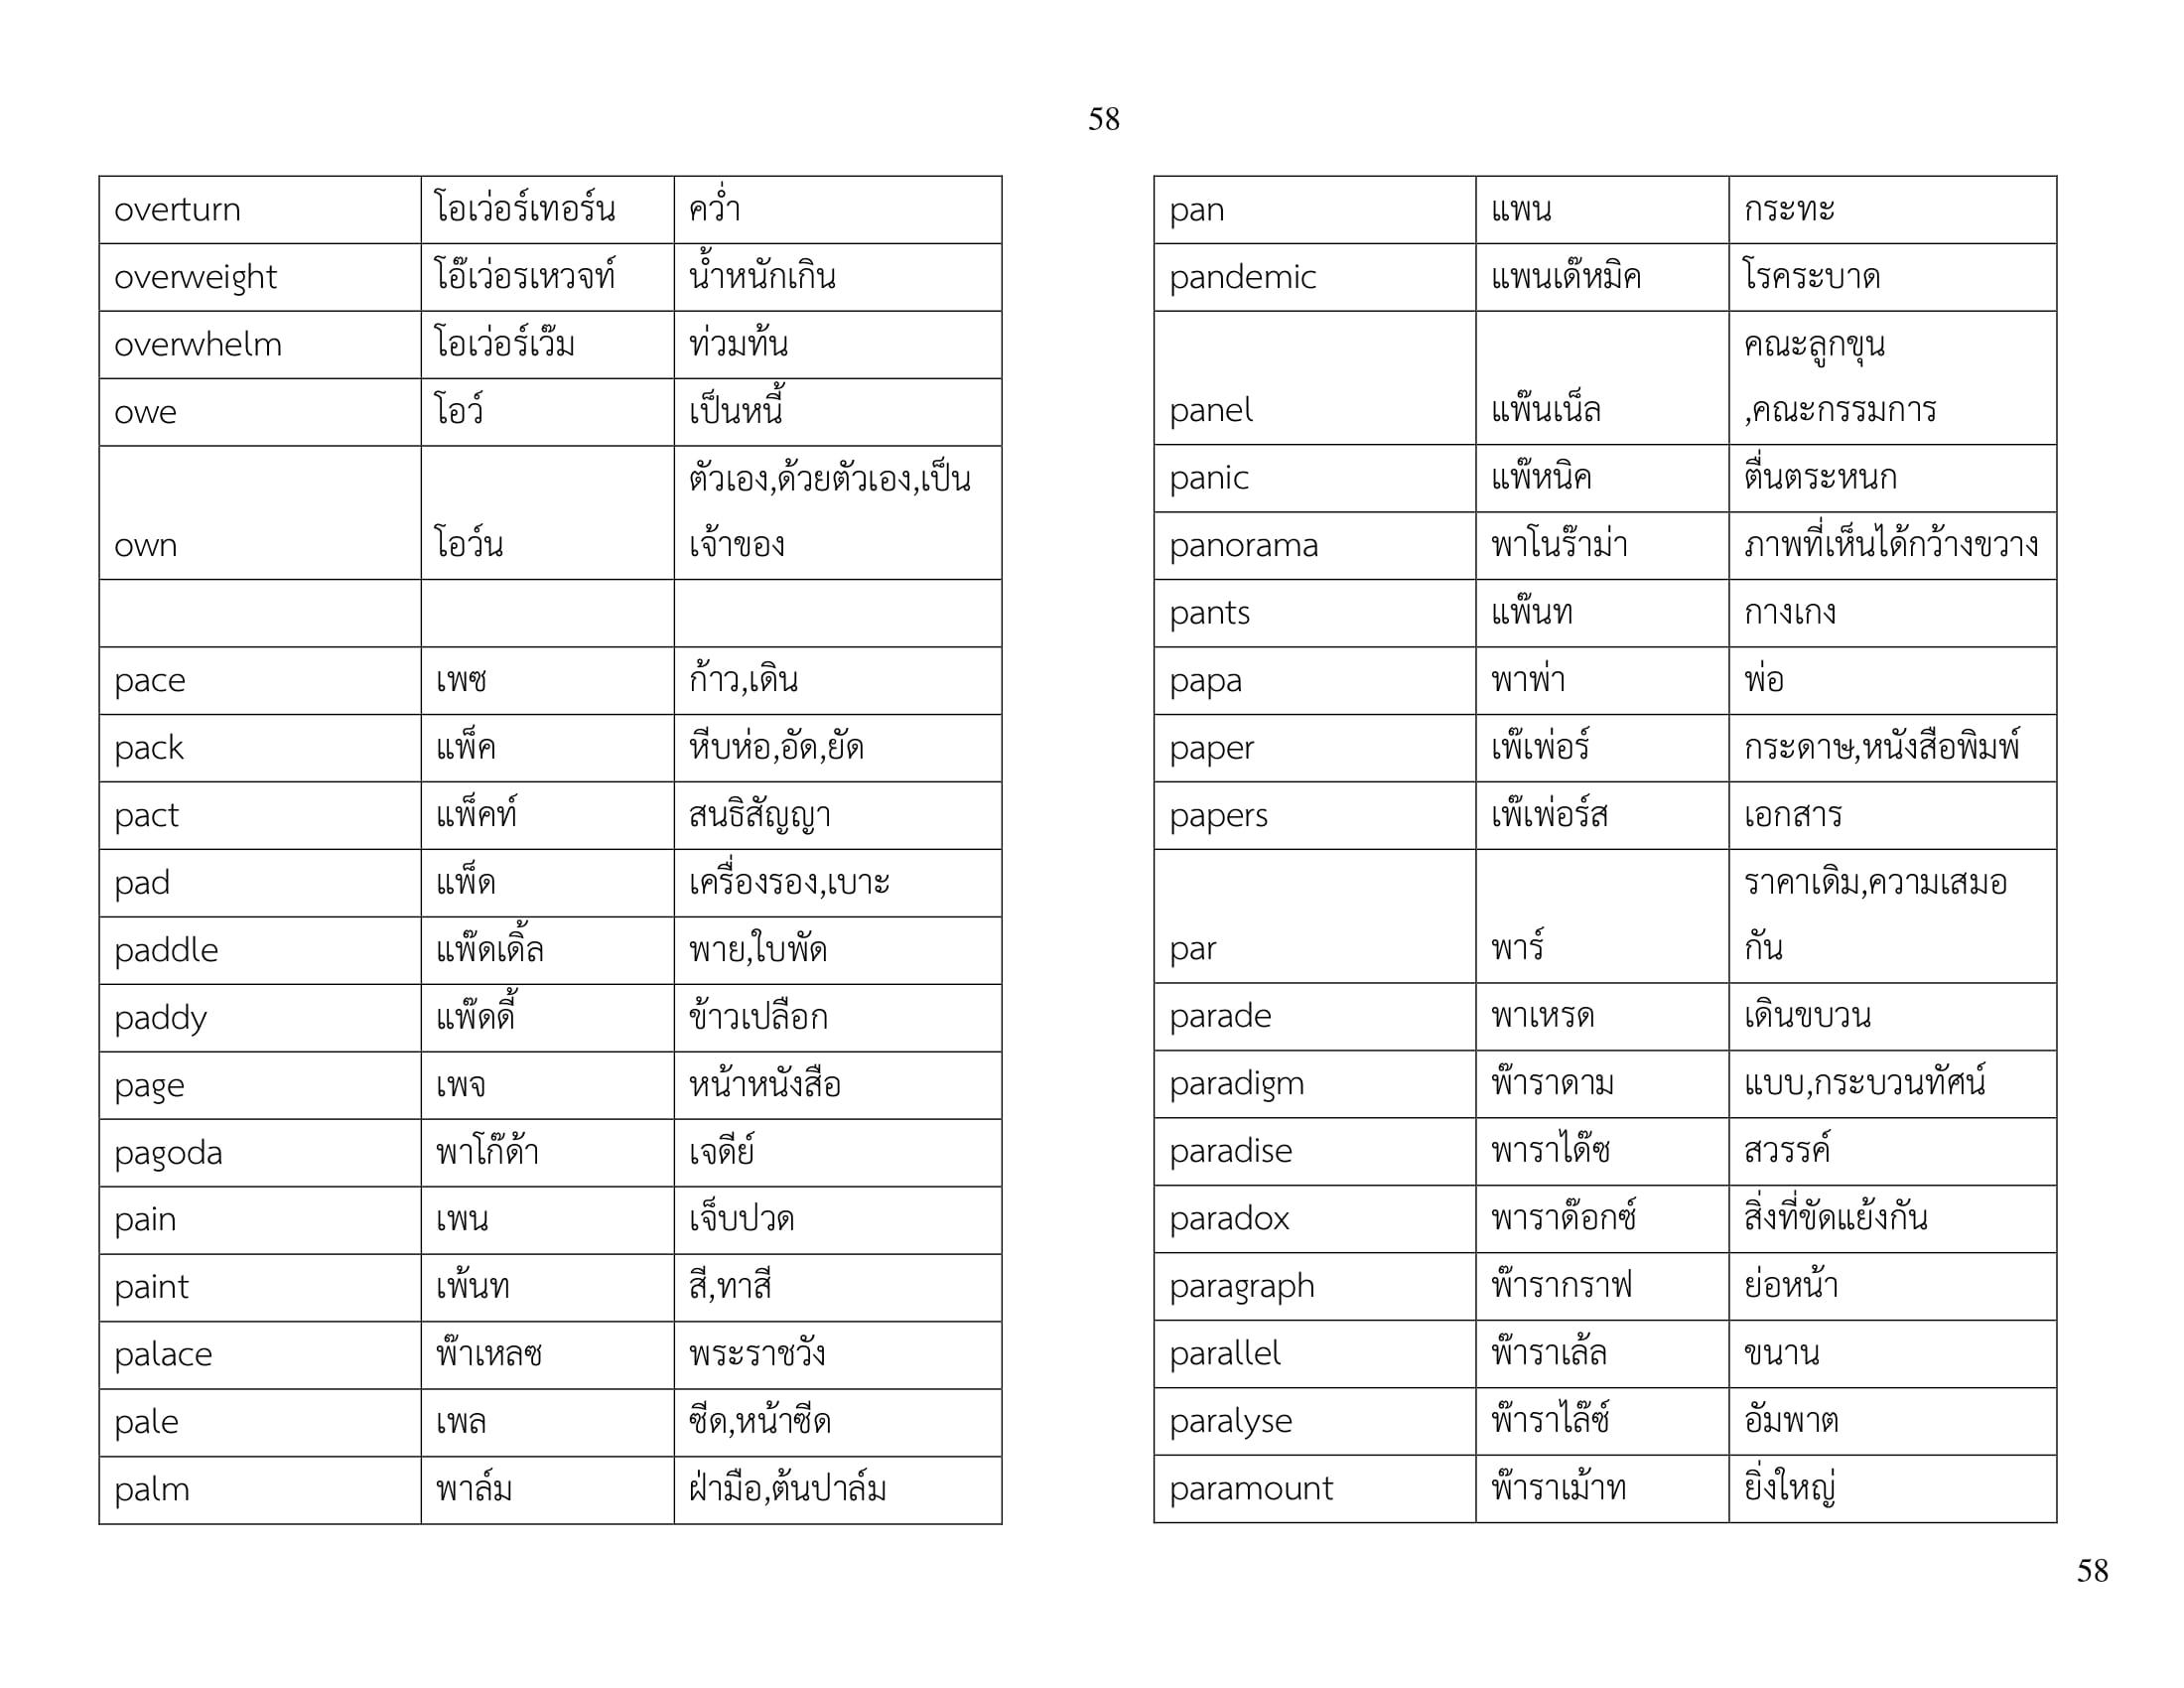 58
overturn โอเว่อร์เทอร์น คว่ำ
overweight โอ๊เว่อรเหวจท์ น้ำหนักเกิน
overwhelm โอเว่อร์เว๊ม ท่วมท้น
owe โอว์ เป็นหนี้
ตัวเอง,ด้วยตัวเอง,เป็น
own โอว์น เจ้าของ
pace เพซ ก้าว,เดิน
pack แพ็ค หีบห่อ,อัด,ยัด
pact แพ็คท์ สนธิสัญญา
pad แพ็ด เครื่องรอง,เบาะ
paddle แพ๊ดเดิ้ล พาย,ใบพัด
paddy แพ๊ดดี้ ข้าวเปลือก
page เพจ หน้าหนังสือ
pagoda พาโก๊ด้า เจดีย์
pain เพน เจ็บปวด
paint เพ้นท สี,ทาสี
palace พ๊าเหลซ พระราชวัง
pale เพล ซีด,หน้าซีด
palm พาล์ม ฝ่ามือ,ต้นปาล์ม
pan แพน กระทะ
pandemic แพนเด๊หมิค โรคระบาด
คณะลูกขุน
panel แพ๊นเน็ล ,คณะกรรมการ
panic แพ๊หนิค ตื่นตระหนก
panorama พาโนร๊าม่า ภาพที่เห็นได้กว้างขวาง
pants แพ๊นท กางเกง
papa พาพ่า พ่อ
paper เพ๊เพ่อร์ กระดาษ,หนังสือพิมพ์
papers เพ๊เพ่อร์ส เอกสาร
ราคาเดิม,ความเสมอ
par พาร์ กัน
parade พาเหรด เดินขบวน
paradigm พ๊าราดาม แบบ,กระบวนทัศน์
paradise พาราได๊ซ สวรรค์
paradox พาราด๊อกซ์ สิ่งที่ขัดแย้งกัน
paragraph พ๊ารากราฟ ย่อหน้า
parallel พ๊าราเล้ล ขนาน
paralyse พ๊าราไล๊ซ์ อัมพาต
paramount พ๊าราเม้าท ยิ่งใหญ่
58